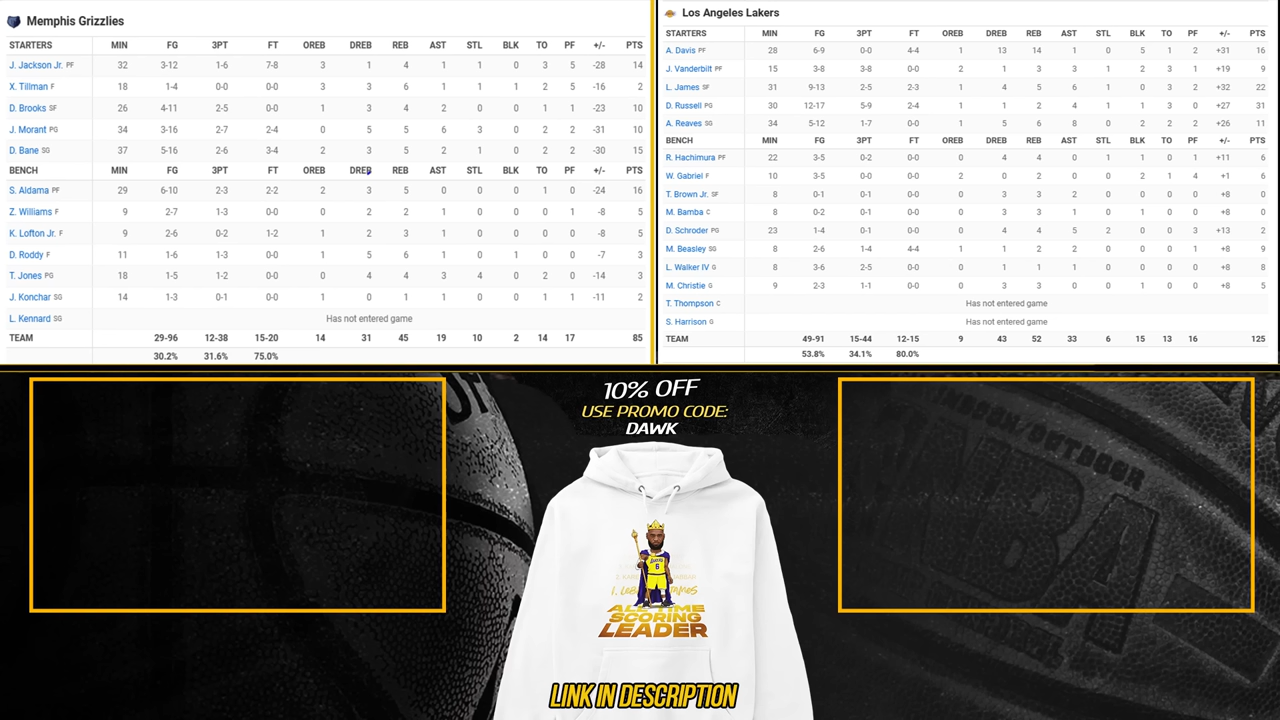 Memphis Grizzlies
STARTERS MIN FG 3PT FT OREB DREB REB AST STL BLK TO PF +/- PTS
J. Jackson Jr. PF 32 3-12 1-6 7-8 3 1 4 1 1 0 3 5 -28 14
X. Tillman F 18 1-4 0-0 0-0 3 3 6 1 1 1 2 5 -16 2
D. Brooks SF 26 4-11 2-5 0-0 1 3 4 2 0 0 1 1 -23 10
J. Morant PG 34 3-16 2-7 2-4 0 5 5 6 3 0 2 2 -31 10
D. Bane SG 37 5-16 2-6 3-4 2 3 5 2 1 0 2 2 -30 15
BENCH MIN FG 3PT FT OREB DREB REB AST STL BLK TO PF +/- PTS
S. Aldama PF 29 6-10 2-3 2-2 2 3 5 0 0 0 1 0 -24 16
Z. Williams F 9 2-7 1-3 0-0 0 2 2 1 0 0 0 1 -8 5
K. Lofton Jr. F 9 2-6 0-2 1-2 1 2 3 1 0 0 0 0 -8 5
D. Roddy F 11 1-6 1-3 0-0 1 5 6 1 0 1 0 0 -7 3
T. Jones PG 18 1-5 1-2 0-0 0 4 4 3 4 0 2 0 -14 3
J. Konchar SG 14 1-3 0-1 0-0 1 0 1 1 0 0 1 1 -11 2
L. Kennard SG Has not entered game
TEAM 29-96 12-38 15-20 14 31 45 19 10 2 14 17 85
30.2% 31.6% 75.0%
Los Angeles Lakers
STARTERS MIN FG 3PT FT OREB DREB REB AST STL BLK TO PF +/- PTS
A. Davis PF 28 6-9 0-0 4-4 1 13 14 1 0 5 1 2 +31 16
J. Vanderbilt PF 15 3-8 3-8 0-0 2 1 3 3 1 2 3 1 +19 9
L. James SF 31 9-13 2-5 2-3 1 4 5 6 1 0 3 2 +32 22
D. Russell PG 30 12-17 5-9 2-4 1 1 2 4 1 1 3 0 +27 31
A. Reaves SG 34 5-12 1-7 0-0 1 5 6 8 0 2 2 2 +26 11
BENCH MIN FG 3PT FT OREB DREB REB AST STL BLK TO PF +/- PTS
R. Hachimura PF 22 3-5 0-2 0-0 0 4 4 0 1 1 0 1 +11 6
W. Gabriel F 10 3-5 0-0 0-0 2 0 2 0 0 2 1 4 +1 6
T. Brown Jr. SF 8 0-1 0-1 0-0 0 3 3 2 0 0 0 0 +8 0
M. Bamba C 8 0-2 0-1 0-0 0 3 3 1 0 1 0 0 +8 0
D. Schroder PG 23 1-4 0-1 0-0 0 4 4 5 2 0 0 3 +13 2
M. Beasley SG 8 2-6 1-4 4-4 1 1 2 2 0 0 0 1 +8 9
L. Walker IV G 8 3-6 2-5 0-0 0 1 1 1 0 0 0 0 +8 8
M. Christie G 9 2-3 1-1 0-0 0 3 3 0 0 1 0 0 +8 5
T. Thompson C Has not entered game
S. Harrison G Has not entered game
TEAM 49-91 15-44 12-15 9 43 52 33 6 15 13 16 125
53.8% 34.1% 80.0%
10% OFF
USE PROMO CODE:
DAWK
ALL TIME
SCORING
LEADER
LINK IN DESCRIPTION